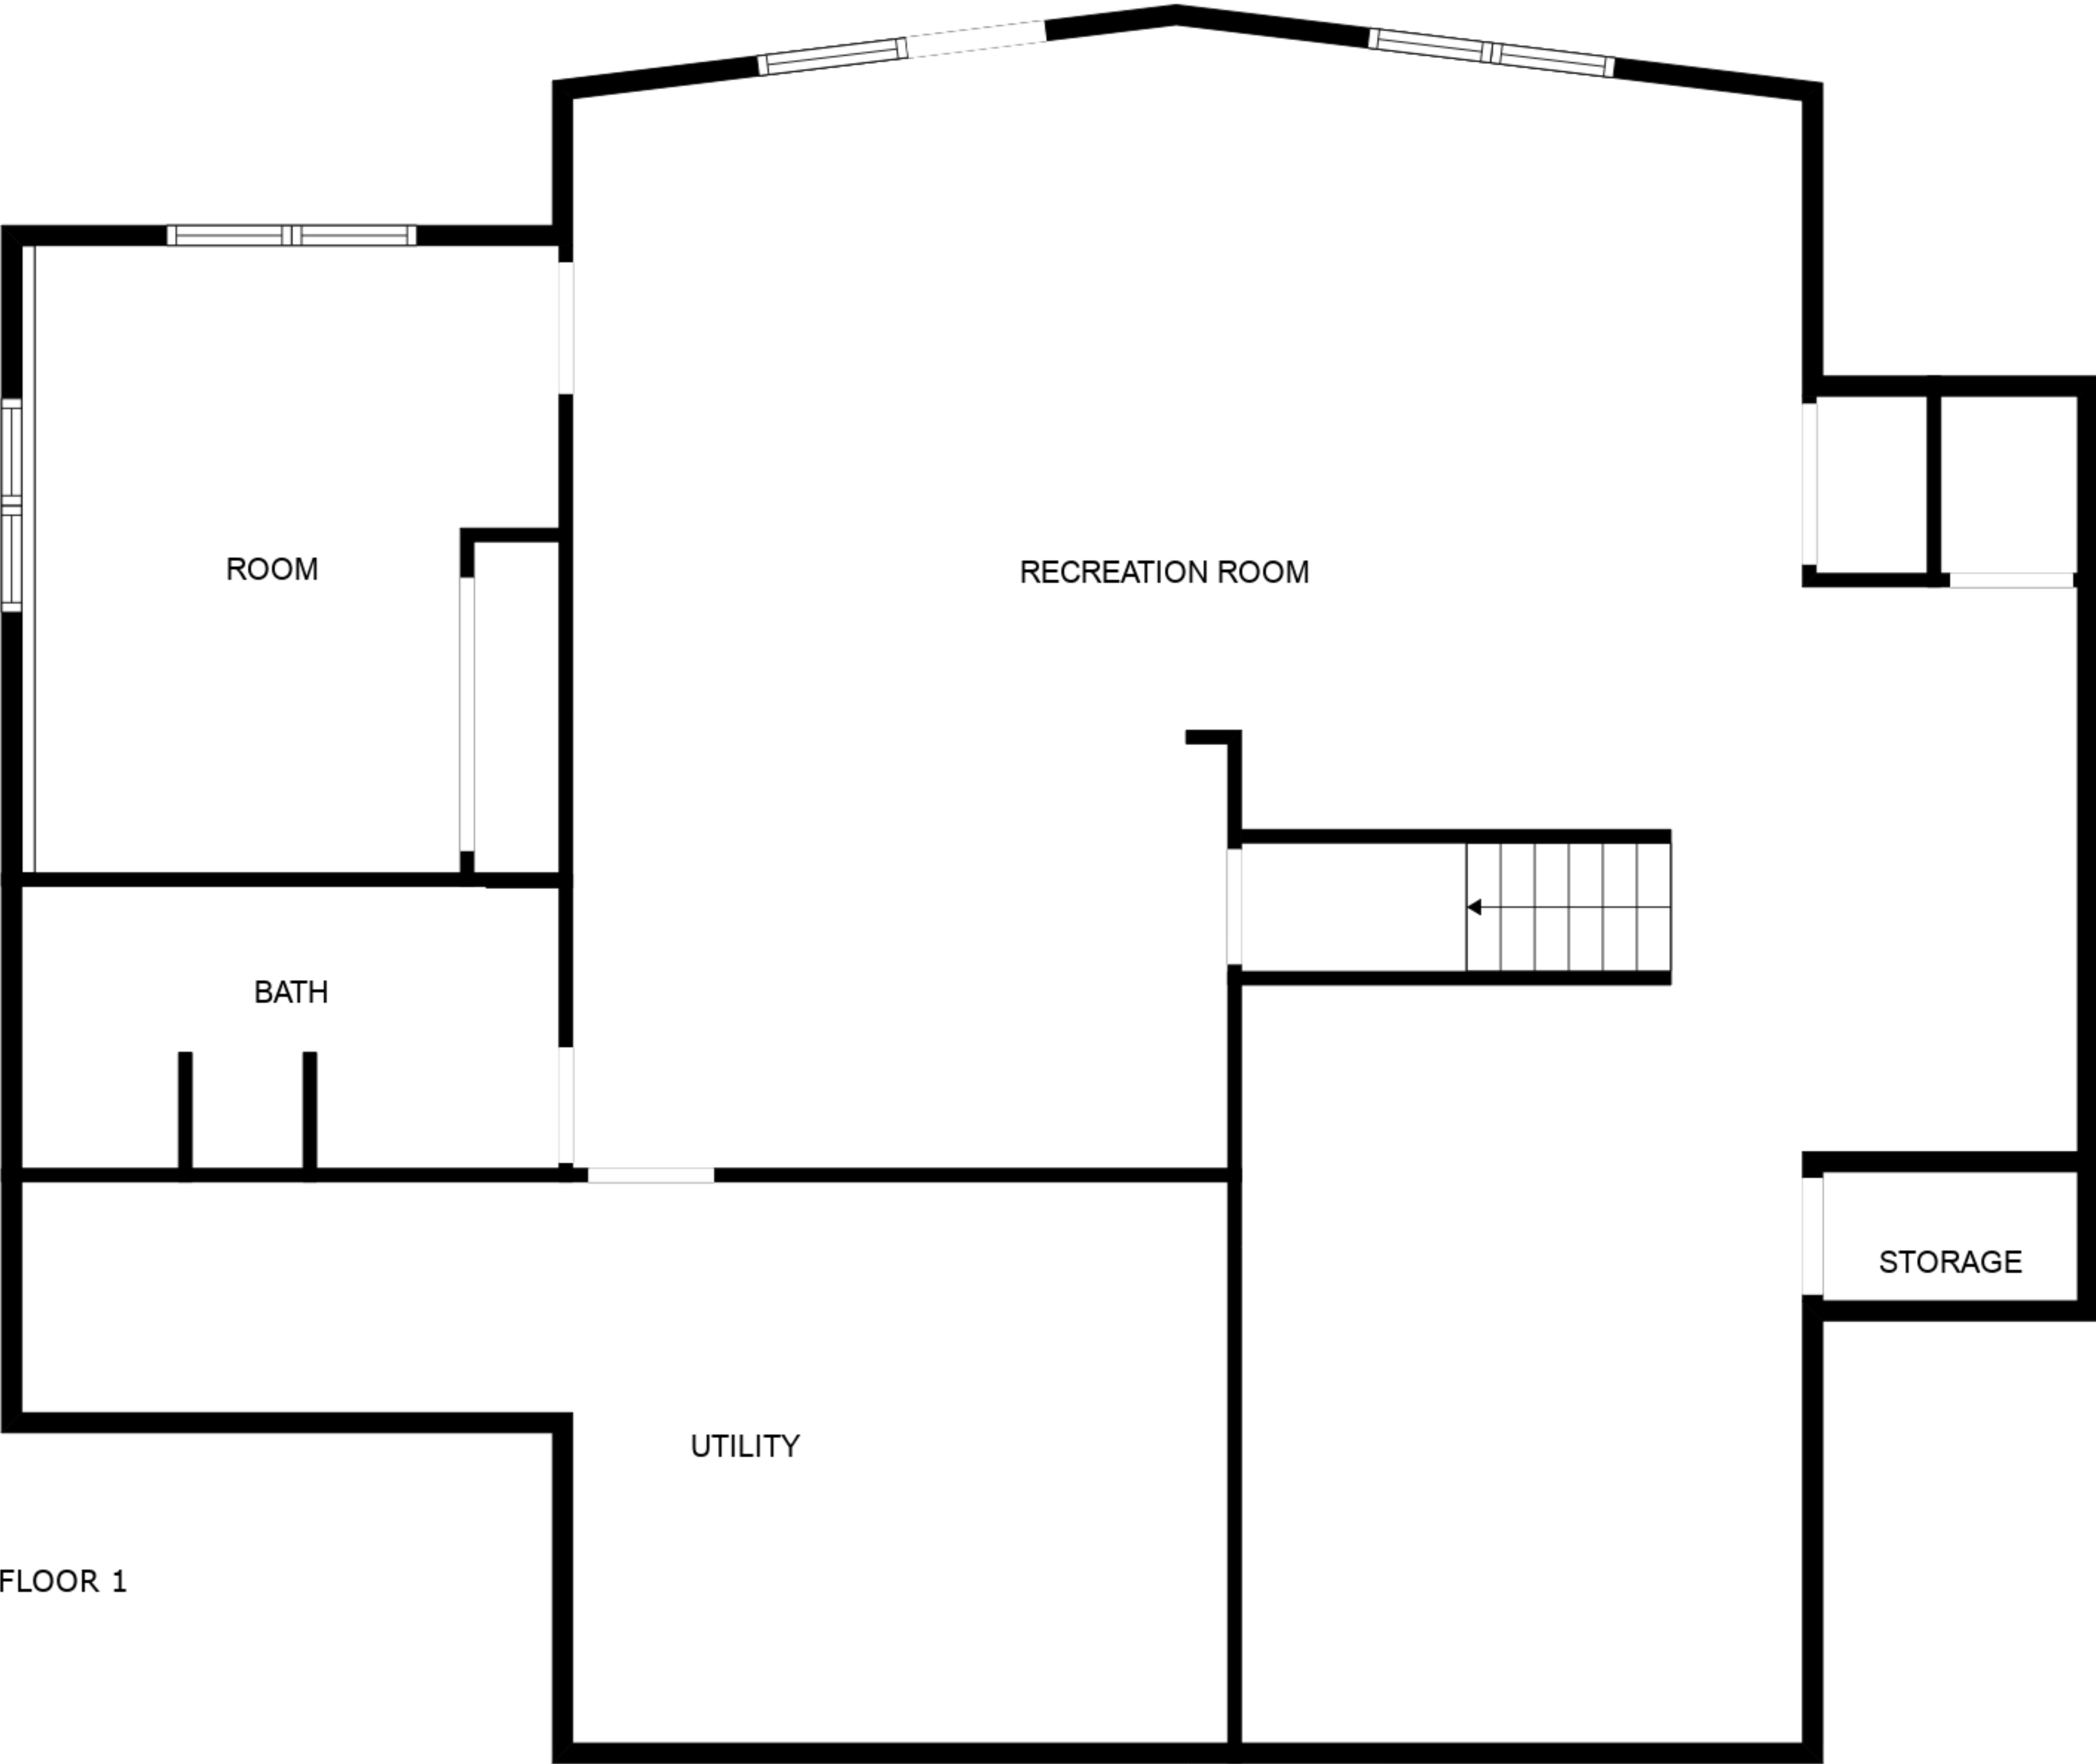 ROOM
RECREATION ROOM
BATH
STORAGE
UTILITY
FLOOR 1